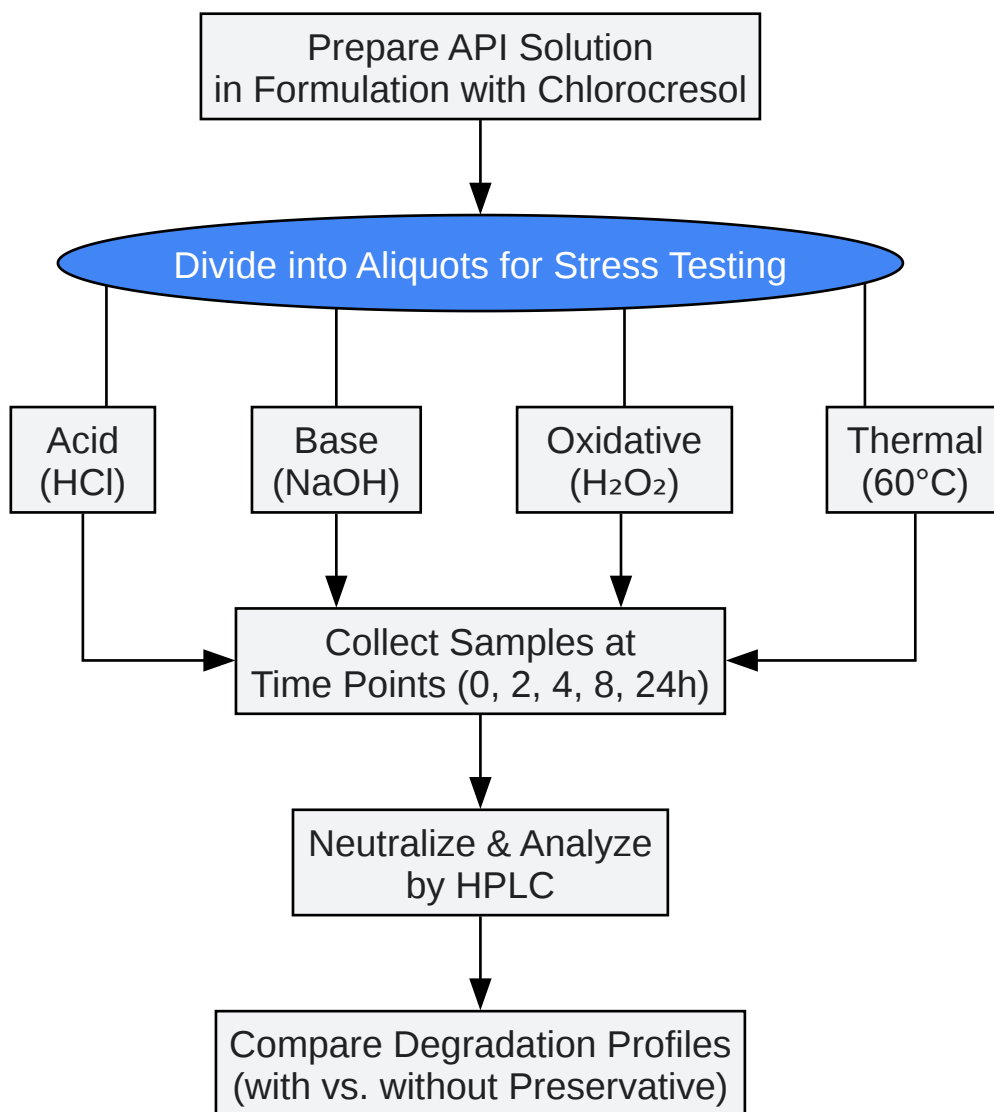 Prepare API Solution
in Formulation with Chlorocresol
Divide into Aliquots for Stress Testing
Acid
(HCl)
Base
(NaOH)
Oxidative
(H₂O₂)
Thermal
(60°C)
Collect Samples at
Time Points (0, 2, 4, 8, 24h)
Neutralize & Analyze
by HPLC
Compare Degradation Profiles
(with vs. without Preservative)